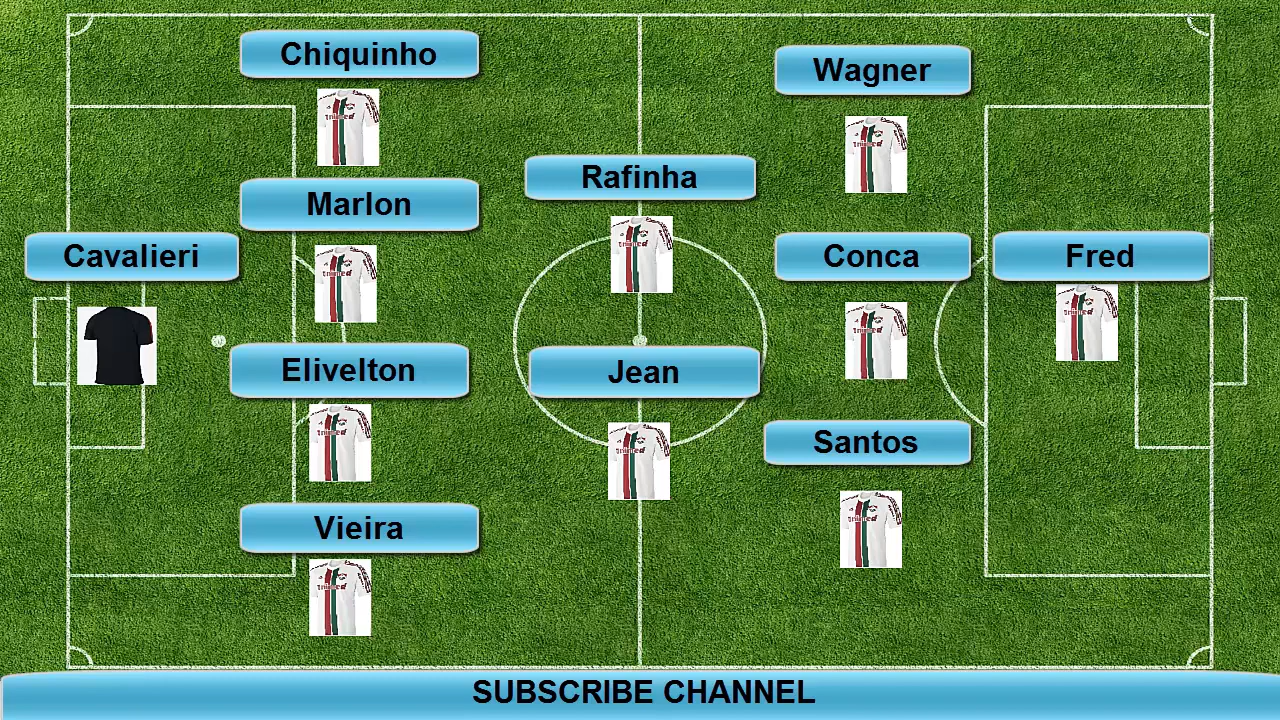 Chiquinho
Wagner
Marlon
Rafinha
Cavalieri
Conca
Fred
Elivelton
Jean
Santos
Vieira
SUBSCRIBE CHANNEL